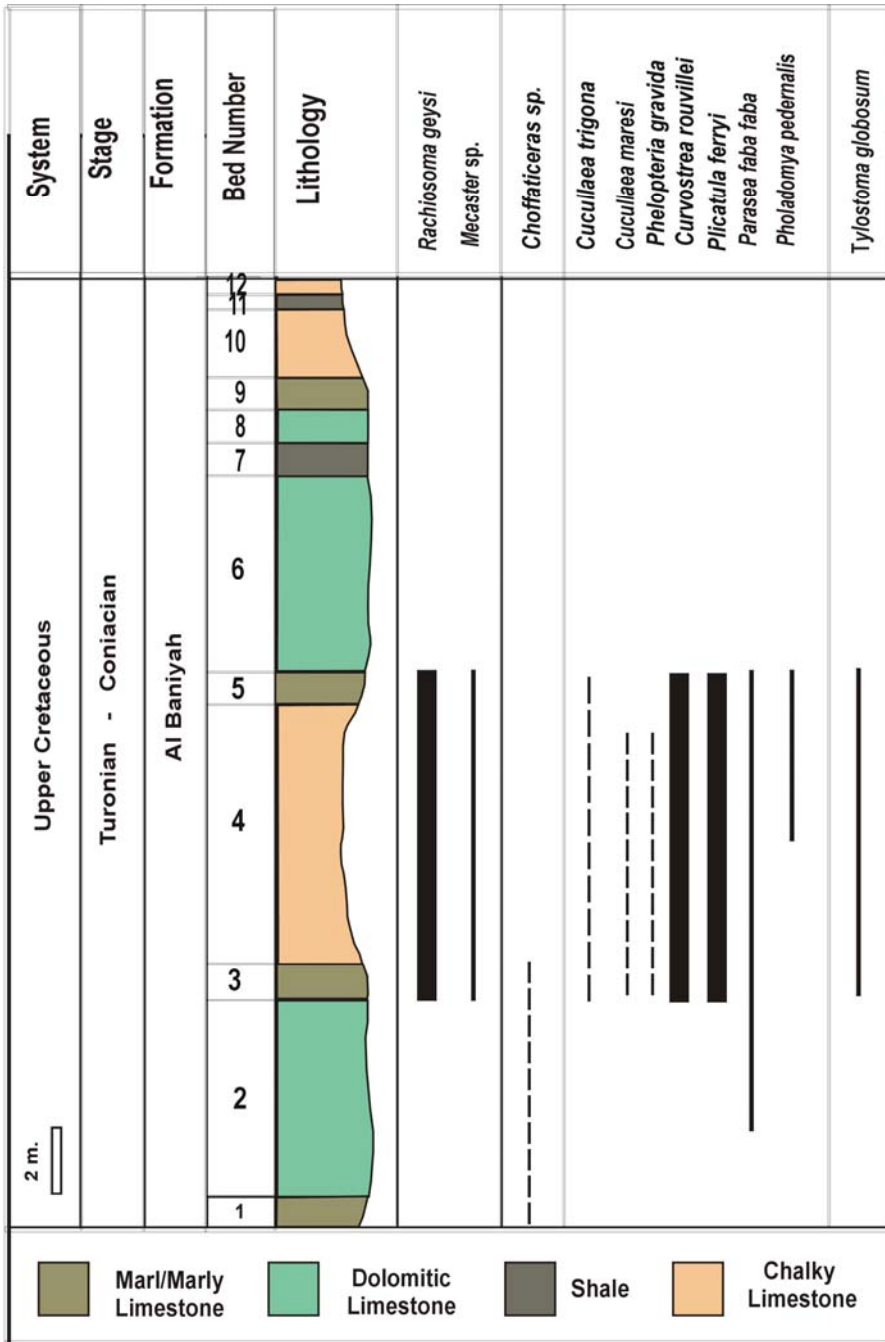 System
Stage
Formation
Bed Number
Lithology
Rachiosoma geysi
Mecaster sp.
Choffaticeras sp.
Cucullaea trigona
Cucullaea maresi
Phelopteria gravida
Curvostrea rouvillei
Plicatula ferryi
Parasea faba faba
Pholadomya pedernalis
Tylostoma globosum
Upper Cretaceous
Turonian - Coniacian
Al Baniyah
12
11
10
9
8
7
6
5
4
3
2
1
2 m.
Marl/Marly
Limestone
Dolomitic
Limestone
Shale
Chalky
Limestone